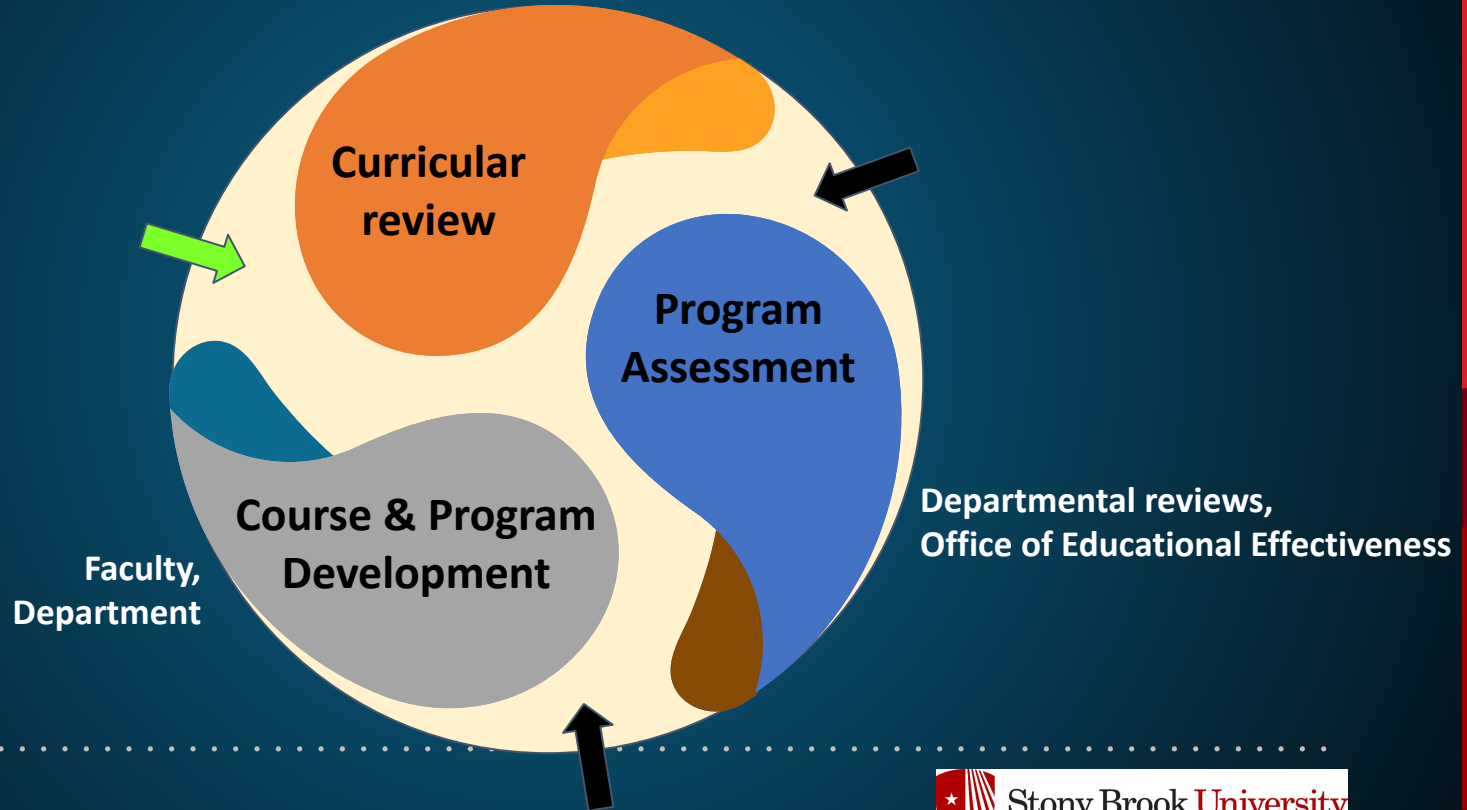 Curricular
review
Program
Assessment
Course & Program
Development
Faculty,
Department
Departmental reviews,
Office of Educational Effectiveness
Stony Brook University